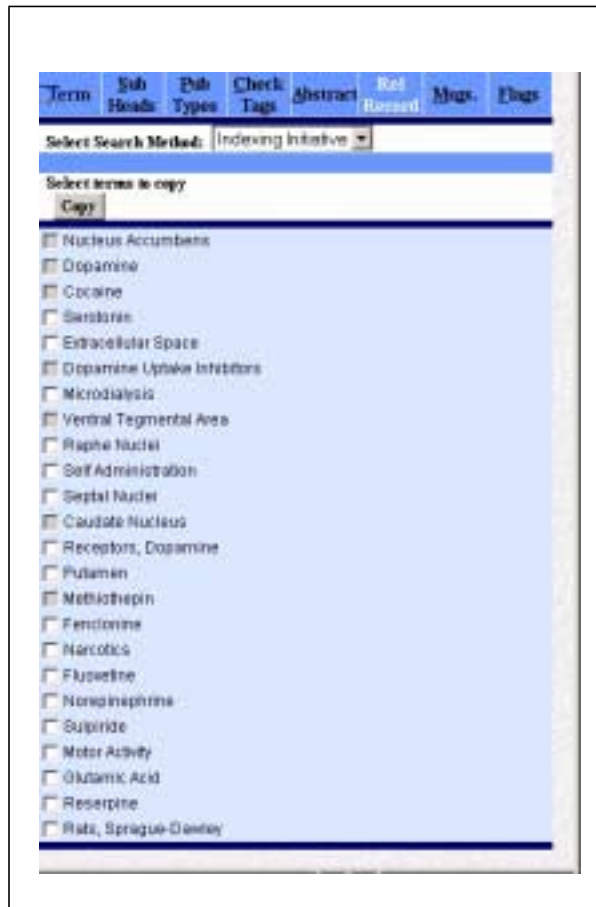 Term Sub Heads Pub Types Check Tags Abstract Rel Record Msgs. Flags
Select Search Method: Indexing Initiative
Select terms to copy
Copy
Nucleus Accumbens
Dopamine
Cocaine
Serotonin
Extracellular Space
Dopamine Uptake Inhibitors
Microdialysis
Ventral Tegmental Area
Raphe Nuclei
Self Administration
Septal Nuclei
Caudate Nucleus
Receptors, Dopamine
Putamen
Methiothepin
Fenclonine
Narcotics
Fluoxetine
Norepinephrine
Sulpiride
Motor Activity
Glutamic Acid
Reserpine
Rats, Sprague-Dawley